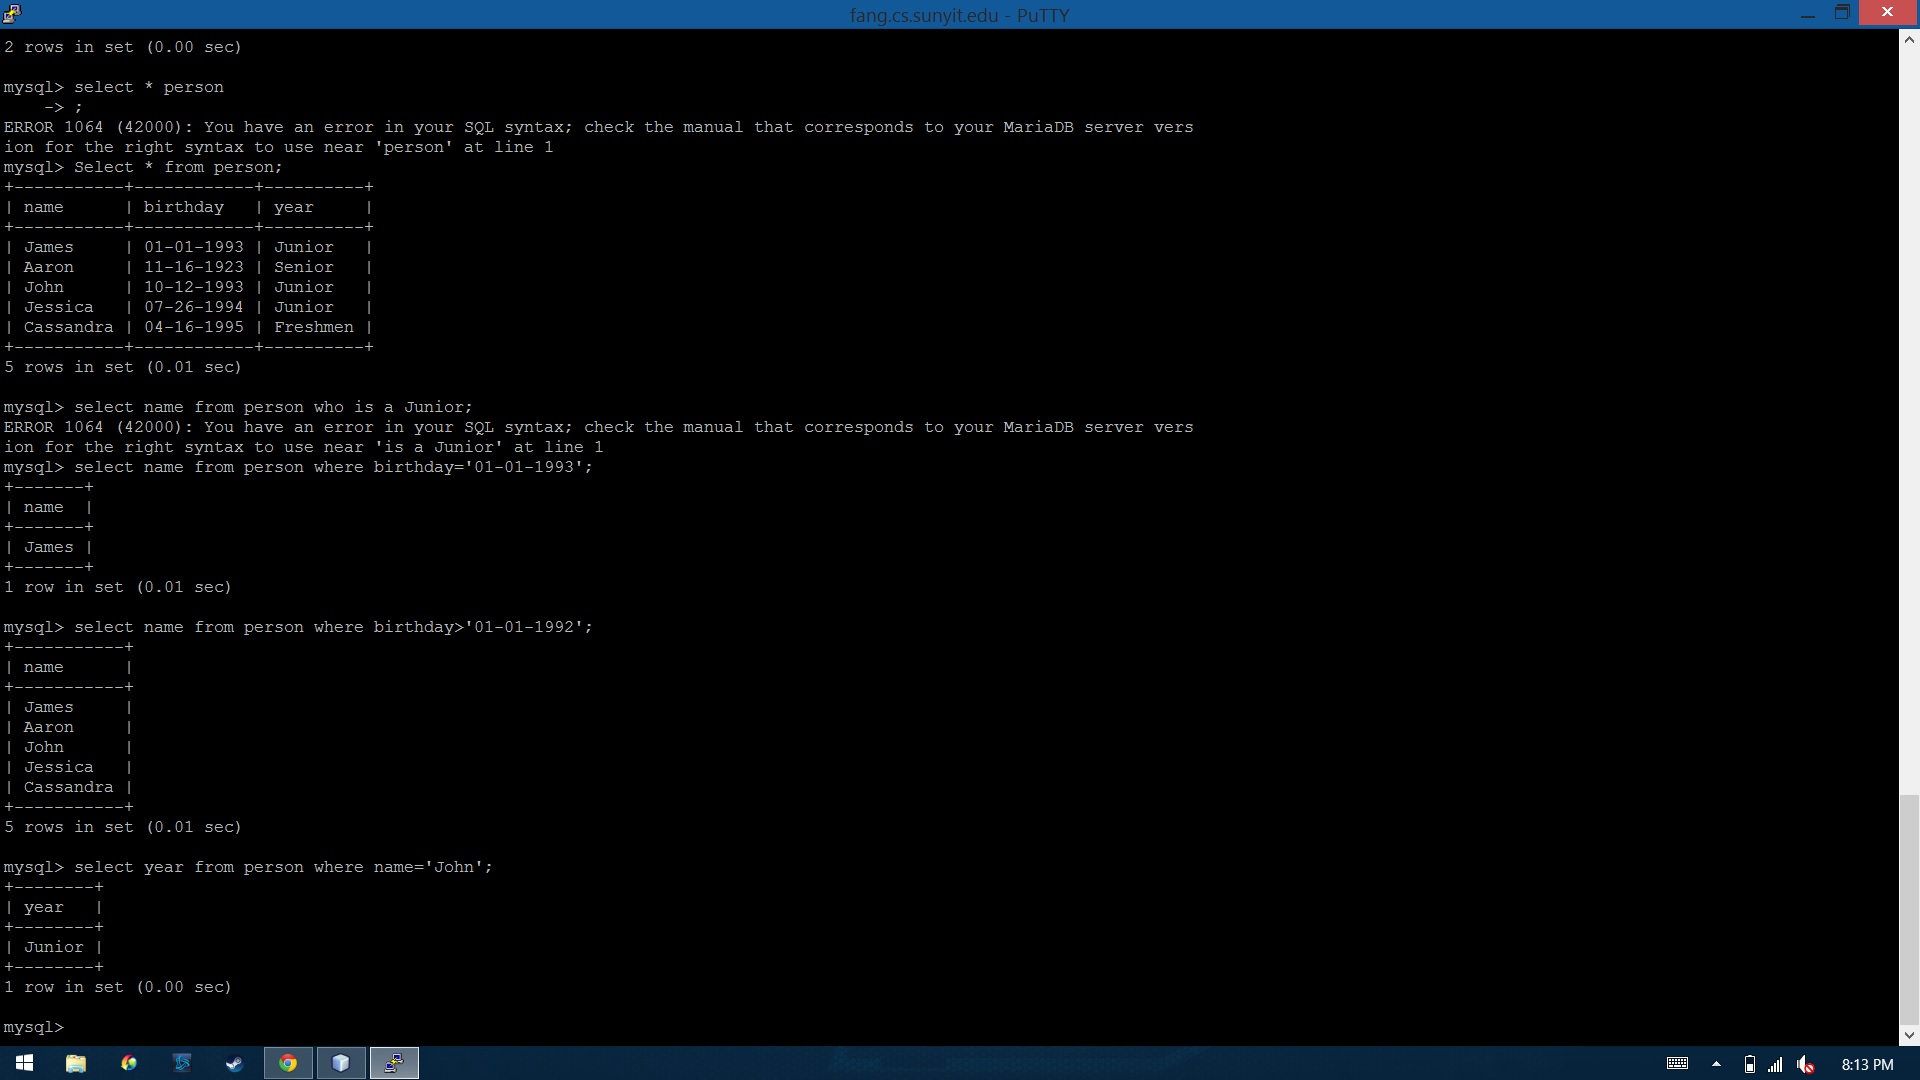 fang.cs.sunyit.edu - PuTTY
2 rows in set (0.00 sec)
mysql> select * person
    -> ;
ERROR 1064 (42000): You have an error in your SQL syntax; check the manual that corresponds to your MariaDB server vers
ion for the right syntax to use near 'person' at line 1
mysql> Select * from person;
+-----------+------------+----------+
| name      | birthday   | year     |
+-----------+------------+----------+
| James     | 01-01-1993 | Junior   |
| Aaron     | 11-16-1923 | Senior   |
| John      | 10-12-1993 | Junior   |
| Jessica   | 07-26-1994 | Junior   |
| Cassandra | 04-16-1995 | Freshmen |
+-----------+------------+----------+
5 rows in set (0.01 sec)
mysql> select name from person who is a Junior;
ERROR 1064 (42000): You have an error in your SQL syntax; check the manual that corresponds to your MariaDB server vers
ion for the right syntax to use near 'is a Junior' at line 1
mysql> select name from person where birthday='01-01-1993';
+-------+
| name  |
+-------+
| James |
+-------+
1 row in set (0.01 sec)
mysql> select name from person where birthday>'01-01-1992';
+-----------+
| name      |
+-----------+
| James     |
| Aaron     |
| John      |
| Jessica   |
| Cassandra |
+-----------+
5 rows in set (0.01 sec)
mysql> select year from person where name='John';
+--------+
| year   |
+--------+
| Junior |
+--------+
1 row in set (0.00 sec)
mysql>
8:13 PM